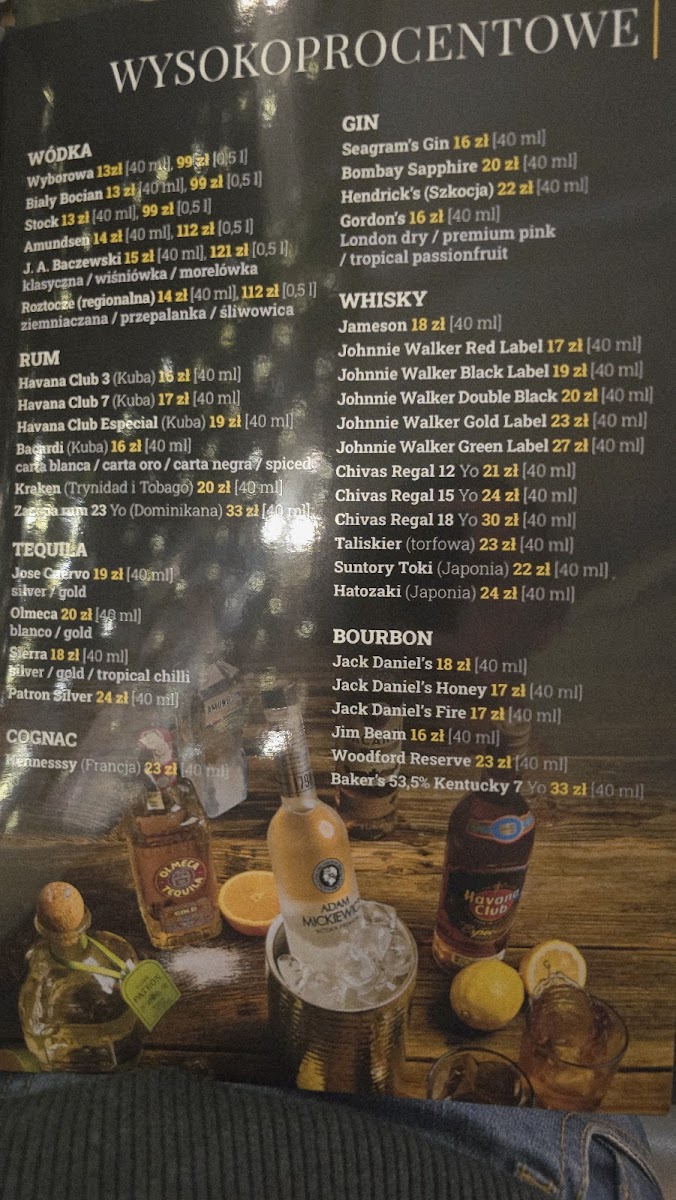 WYSOKOPROCENTOWE
WÓDKA
Wyborowa 13zł [40 ml], 99 zł [0,5 l]
Bialy Bocian 13 zł [40 ml], 99 zł [0,5 l]
Stock 13 zł [40 ml], 99 zł [0,5 l]
Amundsen 14 zł [40 ml], 112 zł [0,5 l]
J. A. Baczewski 15 zł [40 ml], 121 zł [0,5 l]
klasyczna / wiśniówka / morelówka
Roztocze (regionalna) 14 zł [40 ml], 112 zł [0,5 l]
ziemniaczana / przepalanka / śliwowica
RUM
Havana Club 3 (Kuba) 16 zł [40 ml]
Havana Club 7 (Kuba) 17 zł [40 ml]
Havana Club Especial (Kuba) 19 zł [40 ml]
Bacardi (Kuba) 16 zł [40 ml]
carta blanca / carta oro / carta negra / spiced
Kraken (Trynidad i Tobago) 20 zł [40 ml]
Zacapa rum 23 Yo (Dominikana) 33 zł [40 ml]
TEQUILA
Jose Cuervo 19 zł [40 ml]
silver / gold
Olmeca 20 zł [40 ml]
blanco / gold
Sierra 18 zł [40 ml]
silver / gold / tropical chilli
Patron Silver 24 zł [40 ml]
COGNAC
Hennesssy (Francja) 23 zł [40 ml]
GIN
Seagram's Gin 16 zł [40 ml]
Bombay Sapphire 20 zł [40 ml]
Hendrick's (Szkocja) 22 zł [40 ml]
Gordon's 16 zł [40 ml]
London dry / premium pink
/ tropical passionfruit
WHISKY
Jameson 18 zł [40 ml]
Johnnie Walker Red Label 17 zł [40 ml]
Johnnie Walker Black Label 19 zł [40 ml]
Johnnie Walker Double Black 20 zł [40 ml]
Johnnie Walker Gold Label 23 zł [40 ml]
Johnnie Walker Green Label 27 zł [40 ml]
Chivas Regal 12 Yo 21 zł [40 ml]
Chivas Regal 15 Yo 24 zł [40 ml]
Chivas Regal 18 Yo 30 zł [40 ml]
Taliskier (torfowa) 23 zł [40 ml]
Suntory Toki (Japonia) 22 zł [40 ml]
Hatozaki (Japonia) 24 zł [40 ml]
BOURBON
Jack Daniel's 18 zł [40 ml]
Jack Daniel's Honey 17 zł [40 ml]
Jack Daniel's Fire 17 zł [40 ml]
Jim Beam 16 zł [40 ml]
Woodford Reserve 23 zł [40 ml]
Baker's 53,5% Kentucky 7 Yo 33 zł [40 ml]
OLMECA
TEQUILA
GOLD
ADAM
MICKIEWICZ
Havana
Club
PATRÓN